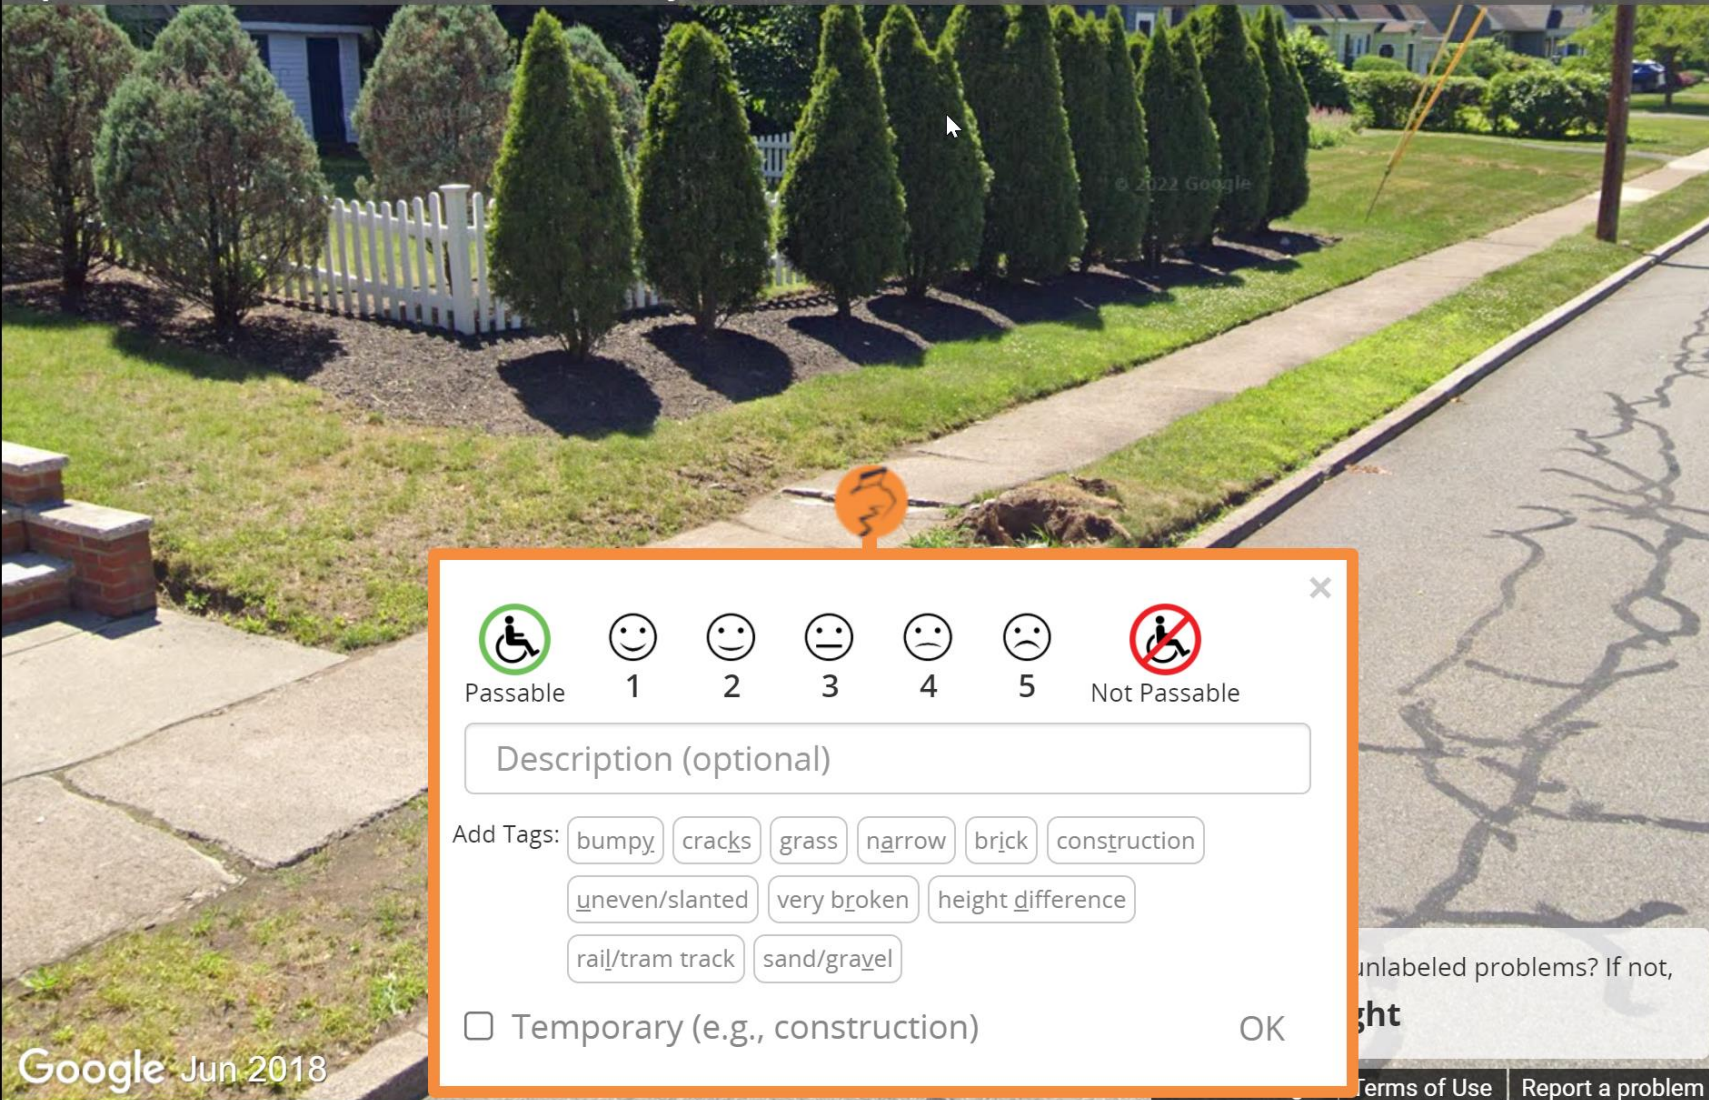 © 2022 Google
Passable
1
2
3
4
5
Not Passable
Description (optional)
Add Tags:
bumpy cracks grass narrow brick construction
uneven/slanted very broken height difference
rail/tram track sand/gravel
Temporary (e.g., construction)
OK
unlabeled problems? If not,
ght
Google Jun 2018
Terms of Use
Report a problem